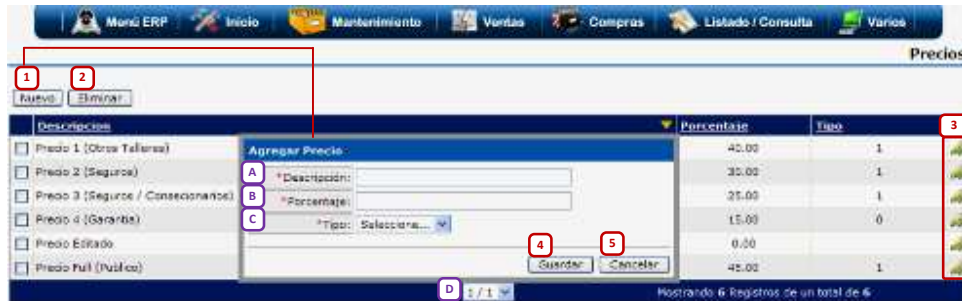 Menú ERP Inicio Mantenimiento Ventas Compras Listado / Consulta Varios
Precios
1 2
Nuevo Eliminar
Descripcion Porcentaje Tipo 3
Precio 1 (Otros Talleres) 40.00 1
Precio 2 (Seguros) 30.00 1
Precio 3 (Seguros / Consecionarios) 25.00 1
Precio 4 (Garantia) 15.00 0
Precio Editado 0.00
Precio Full (Publico) 45.00 1
Agregar Precio
A *Descripción:
B *Porcentaje:
C *Tipo: Seleccione...
4 5
Guardar Cancelar
D 1 / 1 Mostrando 6 Registros de un total de 6